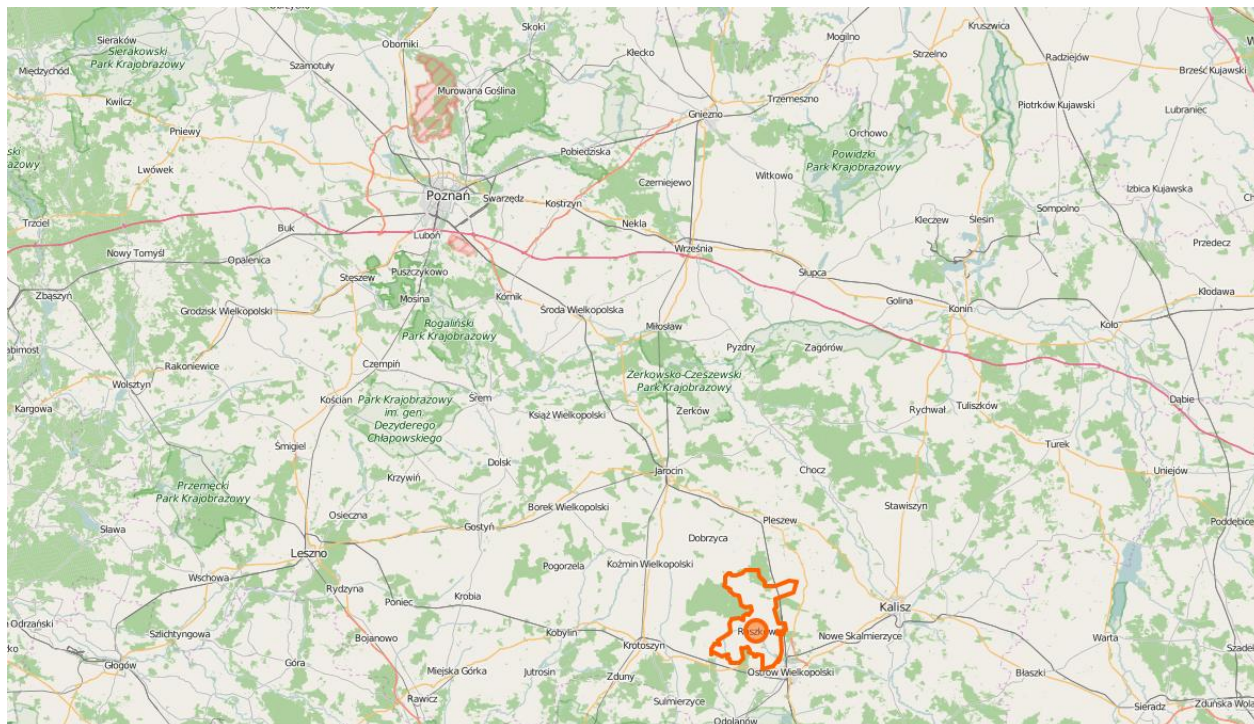 Sieraków
Sierakowski
Park Krajobrazowy
Międzychód
Kwilcz
Pniewy
Lwówek
Szamotuły
Oborniki
Murowana Goślina
Skoki
Kłecko
Mogilno
Strzelno
Kruszwica
Radziejów
Brześć Kujawski
Lubraniec
Piotrków Kujawski
Trzemeszno
Gniezno
Orchowo
Powidzki
Park Krajobrazowy
Pobiedziska
Czerniejewo
Witkowo
Izbica Kujawska
Poznań
Swarzędz
Kostrzyn
Nekla
Kleczew
Ślesin
Sompolno
Przedecz
Trzciel
Buk
Luboń
Września
Nowy Tomyśl
Opalenica
Stęszew
Puszczykowo
Mosina
Kórnik
Słupca
Golina
Konin
Kłodawa
Koło
Zbąszyń
Grodzisk Wielkopolski
Środa Wielkopolska
Rogaliński
Park Krajobrazowy
Miłosław
Pyzdry
Zagórów
Rakoniewice
Wolsztyn
Czempiń
Żerkowsko-Czeszewski
Park Krajobrazowy
Kargowa
Kościan
Park Krajobrazowy
im. gen.
Dezyderego
Chłapowskiego
Śrem
Książ Wielkopolski
Żerków
Rychwał
Tuliszków
Dąbie
Śmigiel
Dolsk
Krzywiń
Jarocin
Chocz
Turek
Uniejów
Przemęcki
Park Krajobrazowy
Sława
Osieczna
Gostyń
Borek Wielkopolski
Stawiszyn
Pleszew
Poddębice
Leszno
Dobrzyca
Wschowa
Rydzyna
Pogorzela
Koźmin Wielkopolski
Poniec
Krobia
Kalisz
Szlichtyngowa
Bojanowo
Kobylin
Krotoszyn
Raszków
Nowe Skalmierzyce
Warta
Głogów
Góra
Miejska Górka
Jutrosin
Zduny
Ostrów Wielkopolski
Błaszki
Rawicz
Sulmierzyce
Odolanów
Sieradz
Zduńska Wola